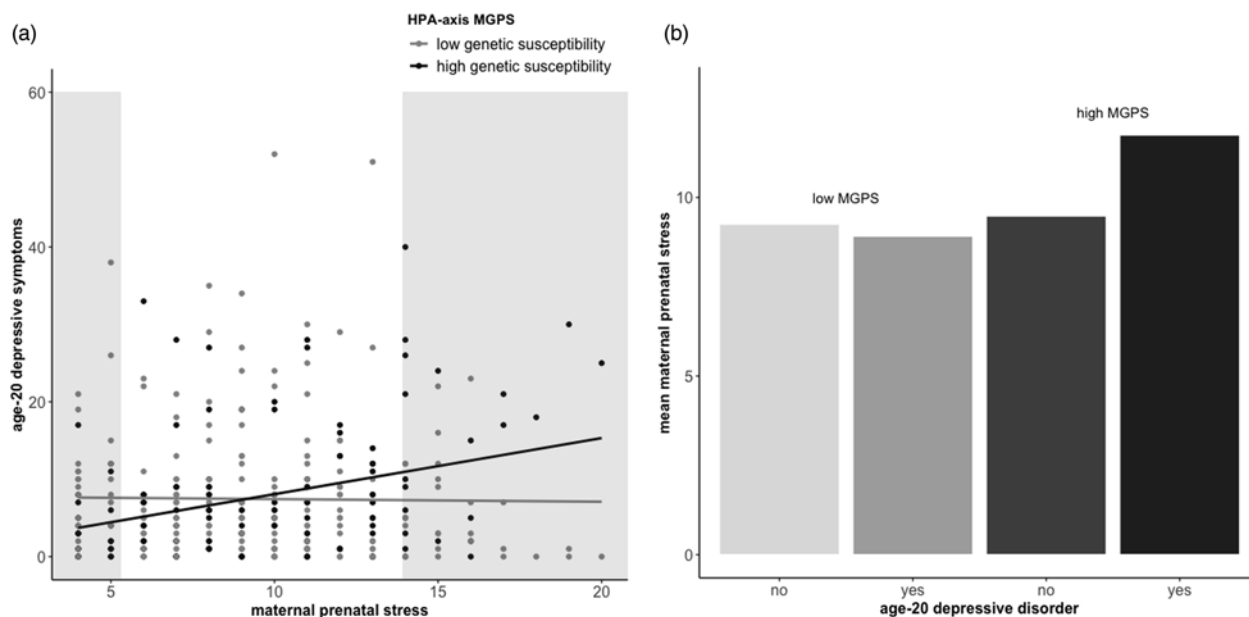 (a)
HPA-axis MGPS
low genetic susceptibility
high genetic susceptibility
60
40
20
0
age-20 depressive symptoms
5
10
15
20
maternal prenatal stress
(b)
high MGPS
low MGPS
10
5
0
mean maternal prenatal stress
no
yes
no
yes
age-20 depressive disorder